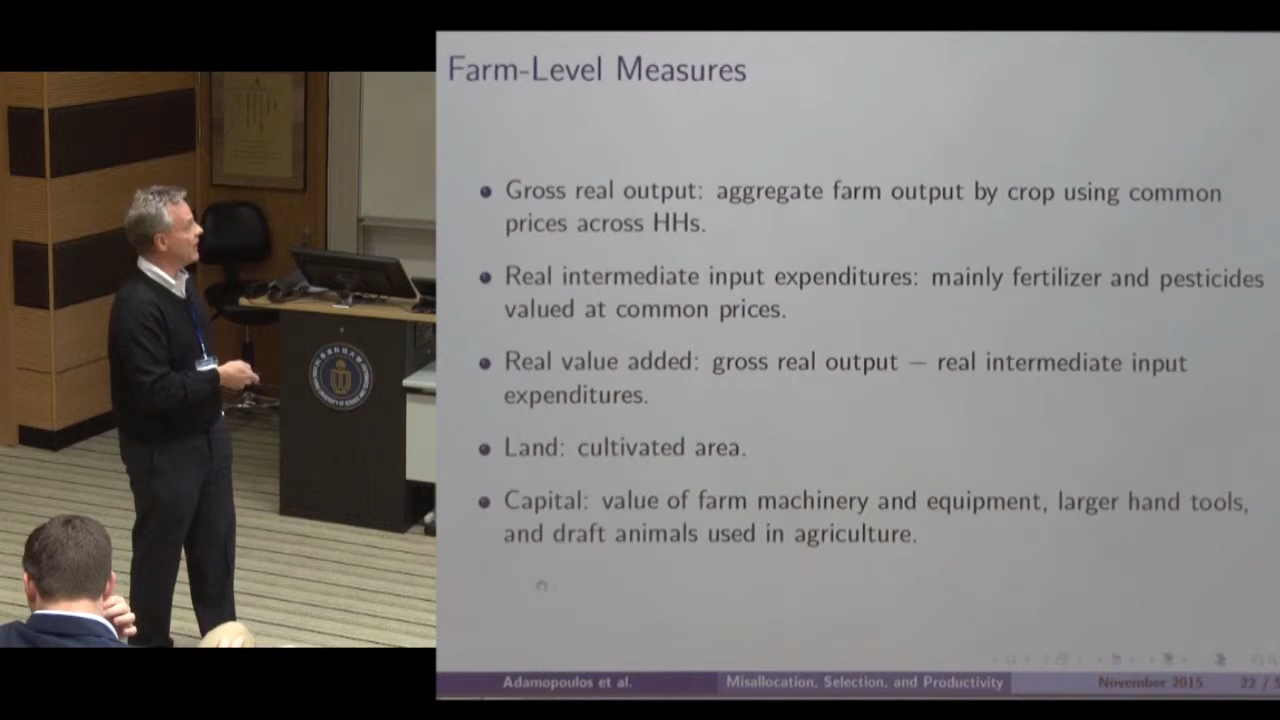 Farm-Level Measures
Gross real output: aggregate farm output by crop using common
prices across HHs.
Real intermediate input expenditures: mainly fertilizer and pesticides
valued at common prices.
Real value added: gross real output − real intermediate input
expenditures.
Land: cultivated area.
Capital: value of farm machinery and equipment, larger hand tools,
and draft animals used in agriculture.
Adamopoulos et al. Misallocation, Selection, and Productivity November 2015 22 /